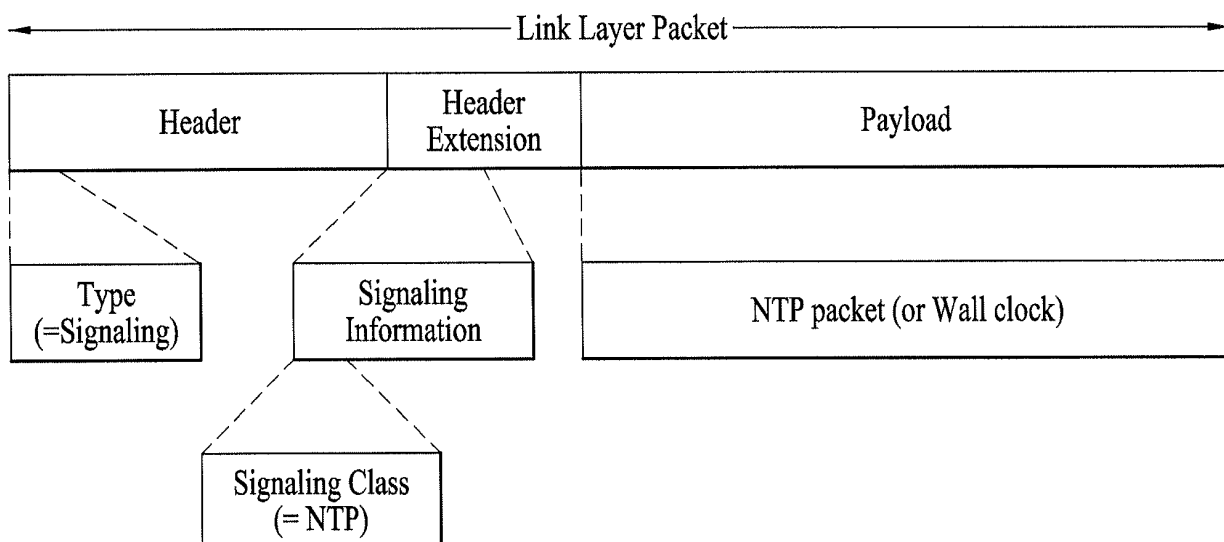 Link Layer Packet
Header
Header
Extension
Payload
Type
(=Signaling)
Signaling
Information
NTP packet (or Wall clock)
Signaling Class
(= NTP)